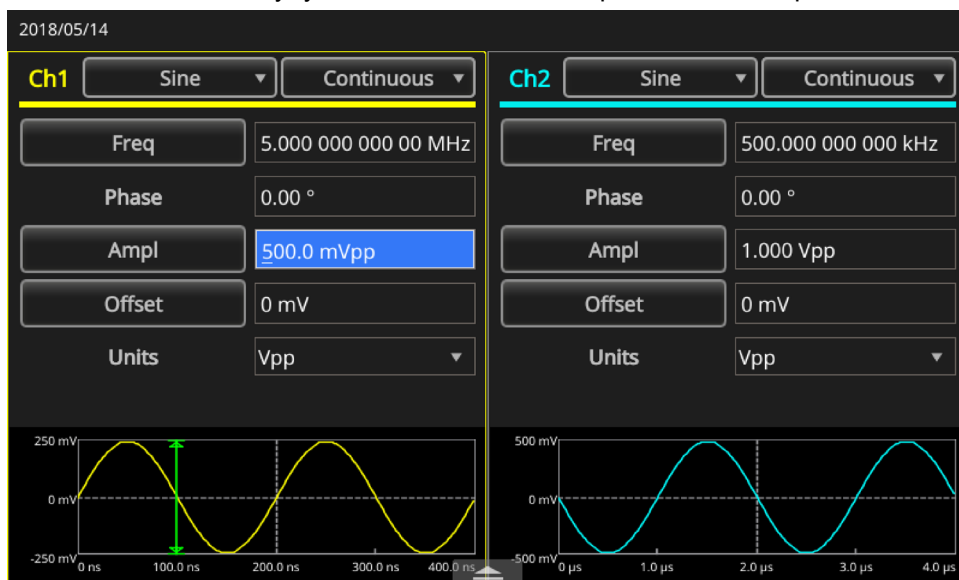 2018/05/14
Ch1 Sine Continuous
Freq 5.000 000 000 00 MHz
Phase 0.00 °
Ampl 500.0 mVpp
Offset 0 mV
Units Vpp
250 mV
0 mV
-250 mV
0 ns 100.0 ns 200.0 ns 300.0 ns 400.0 ns
Ch2 Sine Continuous
Freq 500.000 000 000 kHz
Phase 0.00 °
Ampl 1.000 Vpp
Offset 0 mV
Units Vpp
500 mV
0 mV
-500 mV
0 µs 1.0 µs 2.0 µs 3.0 µs 4.0 µs